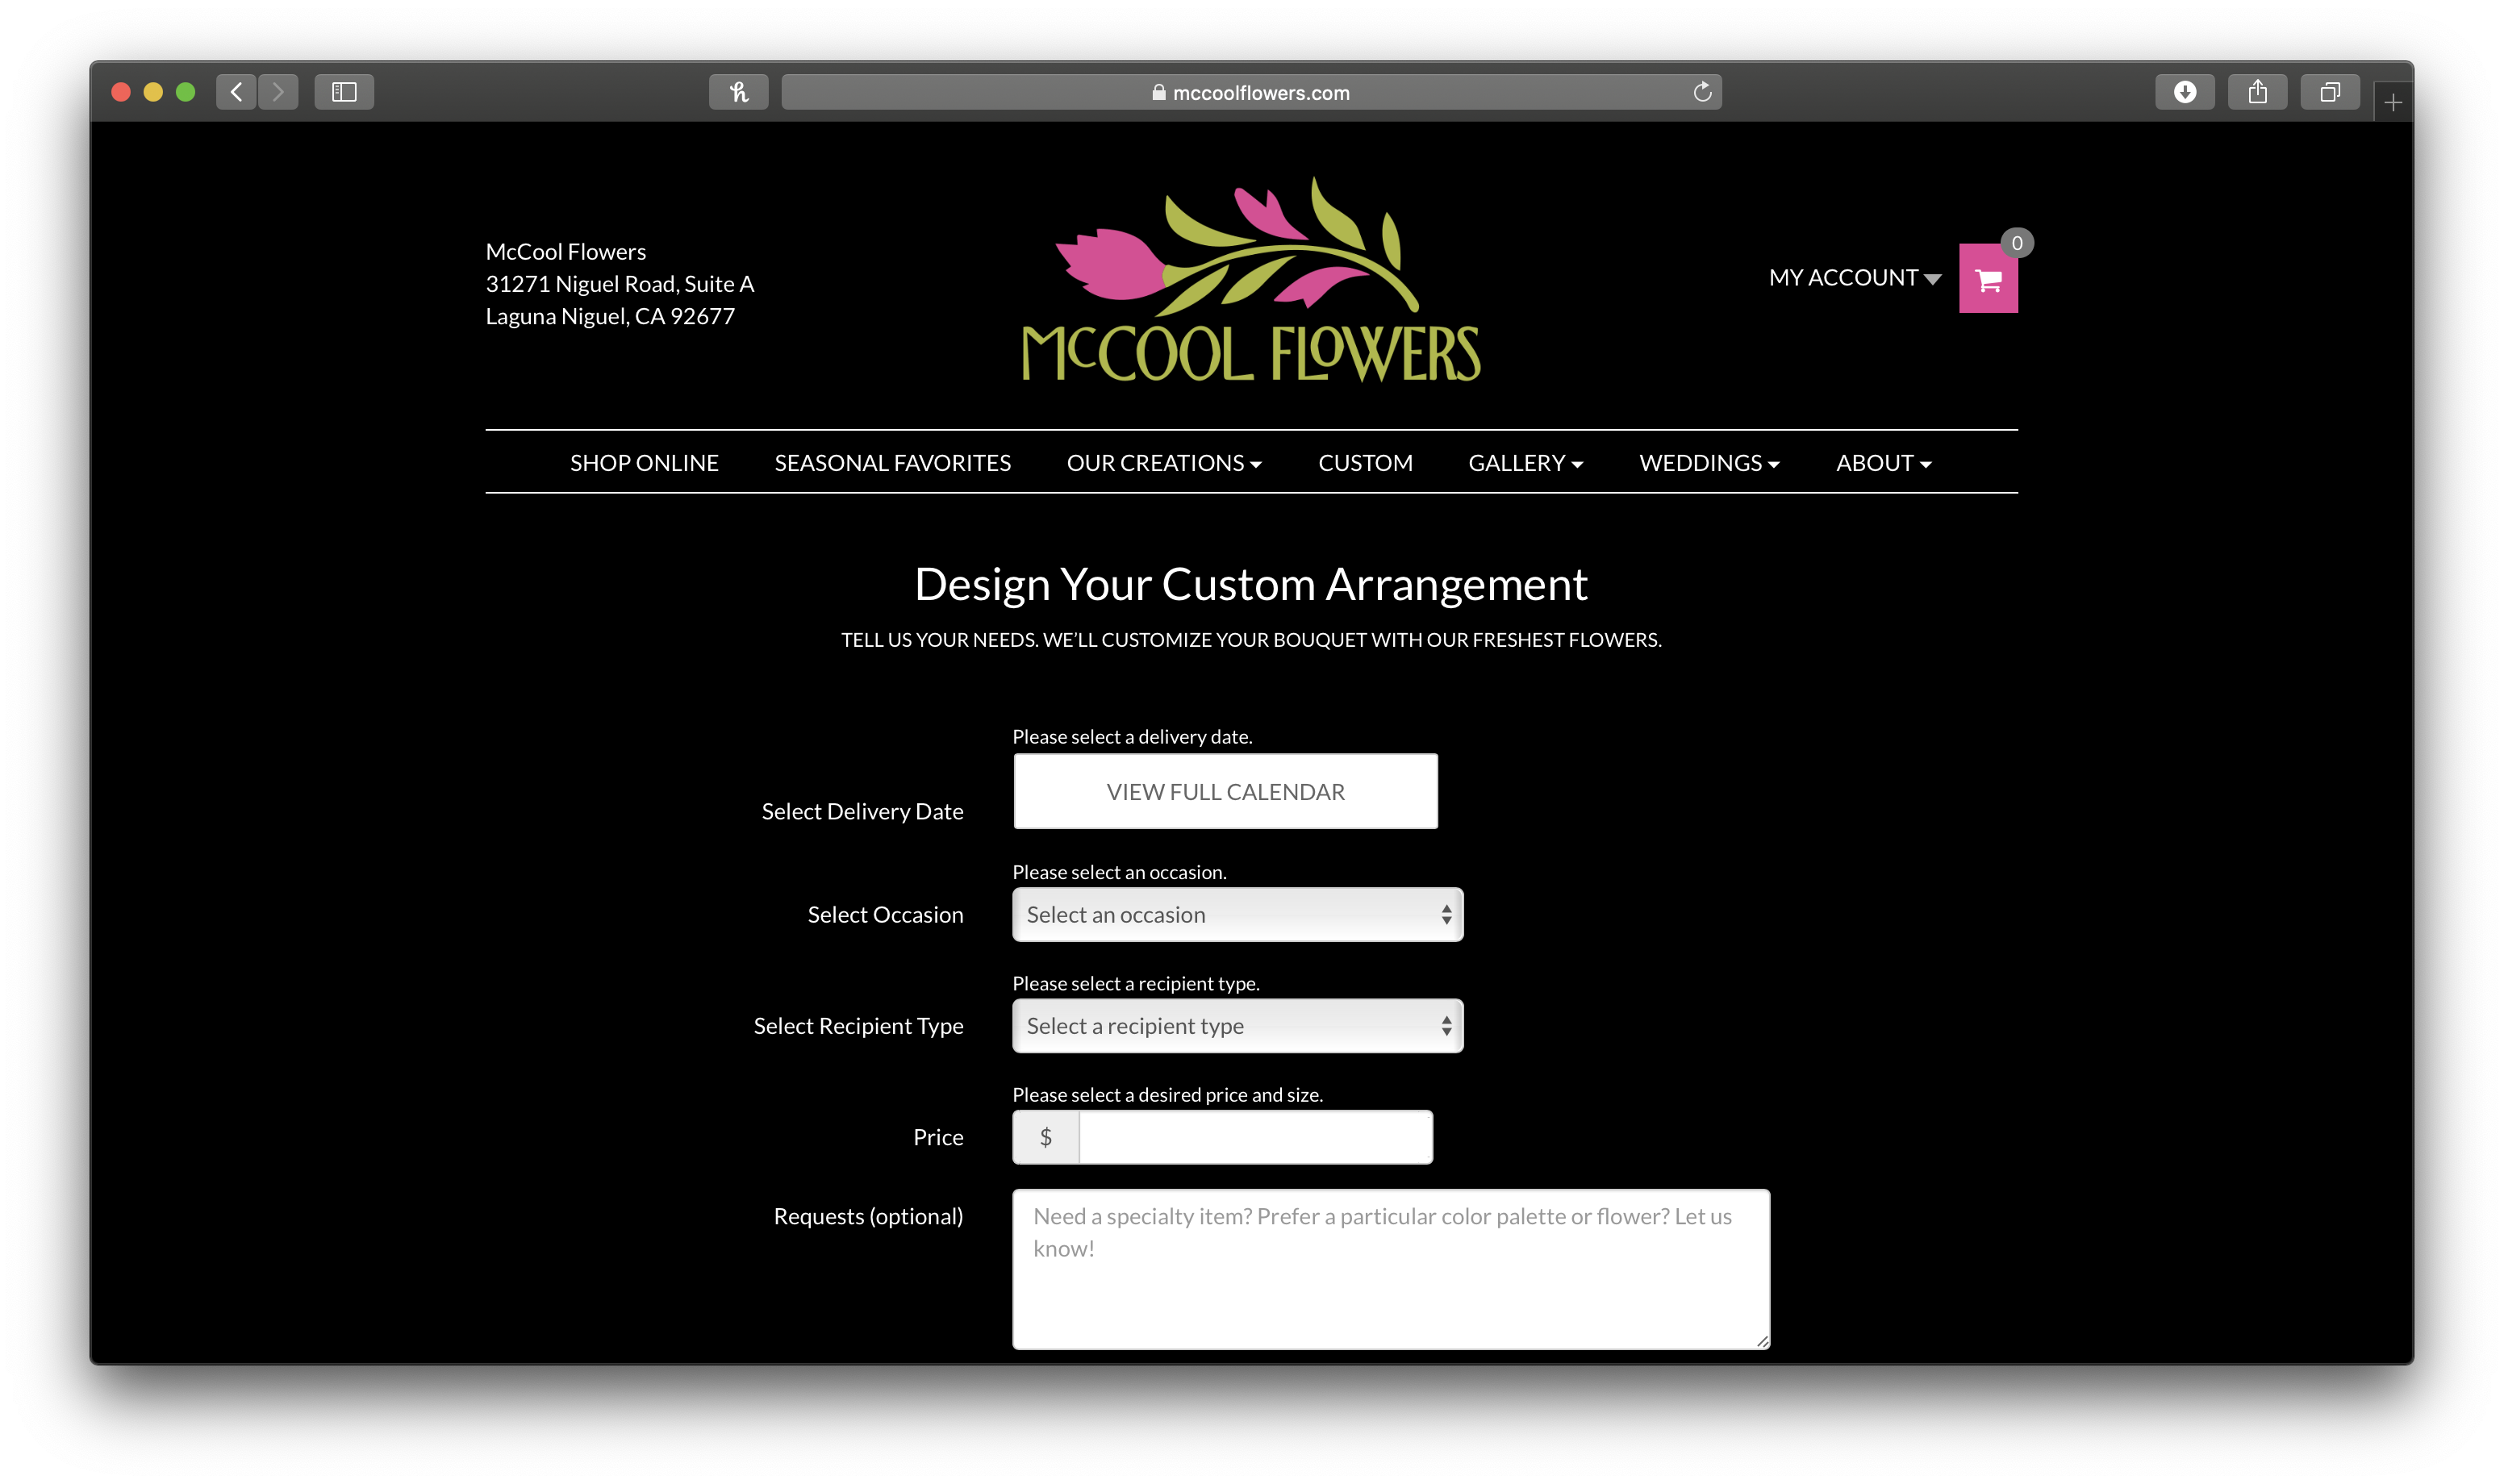 mccoolflowers.com
McCool Flowers
31271 Niguel Road, Suite A
Laguna Niguel, CA 92677
McCOOL FLOWERS
MY ACCOUNT
0
SHOP ONLINE SEASONAL FAVORITES OUR CREATIONS CUSTOM GALLERY WEDDINGS ABOUT
Design Your Custom Arrangement
TELL US YOUR NEEDS. WE’LL CUSTOMIZE YOUR BOUQUET WITH OUR FRESHEST FLOWERS.
Please select a delivery date.
Select Delivery Date VIEW FULL CALENDAR
Please select an occasion.
Select Occasion Select an occasion
Please select a recipient type.
Select Recipient Type Select a recipient type
Please select a desired price and size.
Price $
Requests (optional) Need a specialty item? Prefer a particular color palette or flower? Let us
know!